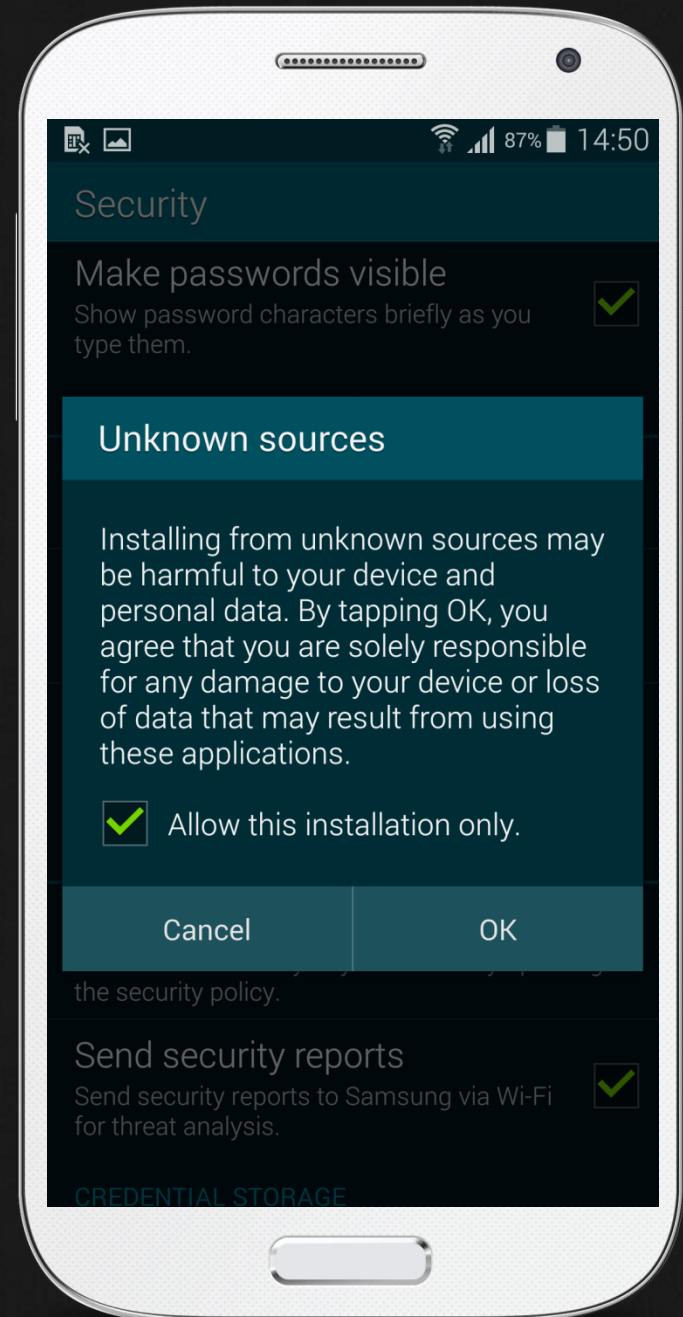 87% 14:50
Security
Make passwords visible
Show password characters briefly as you
type them.
Unknown sources
Installing from unknown sources may
be harmful to your device and
personal data. By tapping OK, you
agree that you are solely responsible
for any damage to your device or loss
of data that may result from using
these applications.
Allow this installation only.
Cancel OK
the security policy.
Send security reports
Send security reports to Samsung via Wi-Fi
for threat analysis.
CREDENTIAL STORAGE